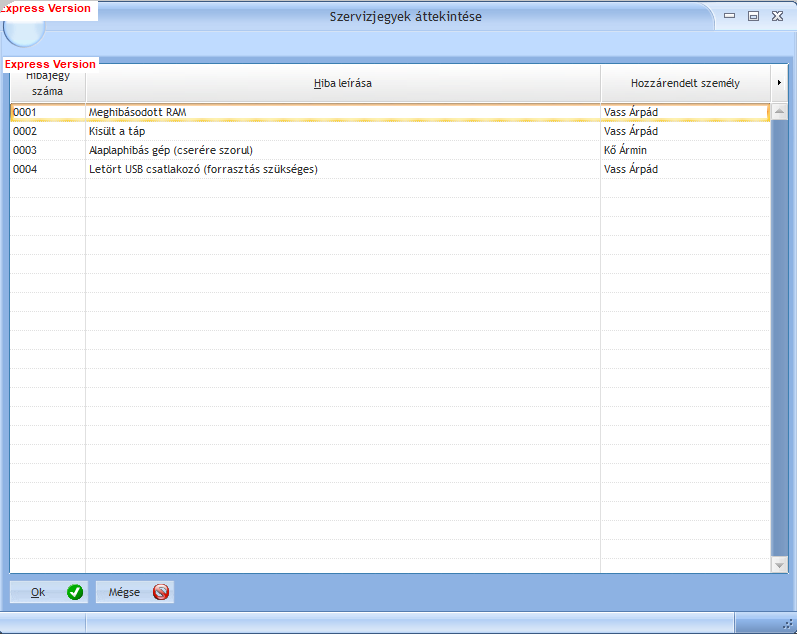 Express Version
Szervizjegyek áttekintése
Express Version
Hibajegy
száma
Hiba leírása
Hozzárendelt személy
0001 Meghibásodott RAM Vass Árpád
0002 Kisült a táp Vass Árpád
0003 Alaplaphibás gép (cserére szorul) Kő Ármin
0004 Letört USB csatlakozó (forrasztás szükséges) Vass Árpád
Ok Mégse